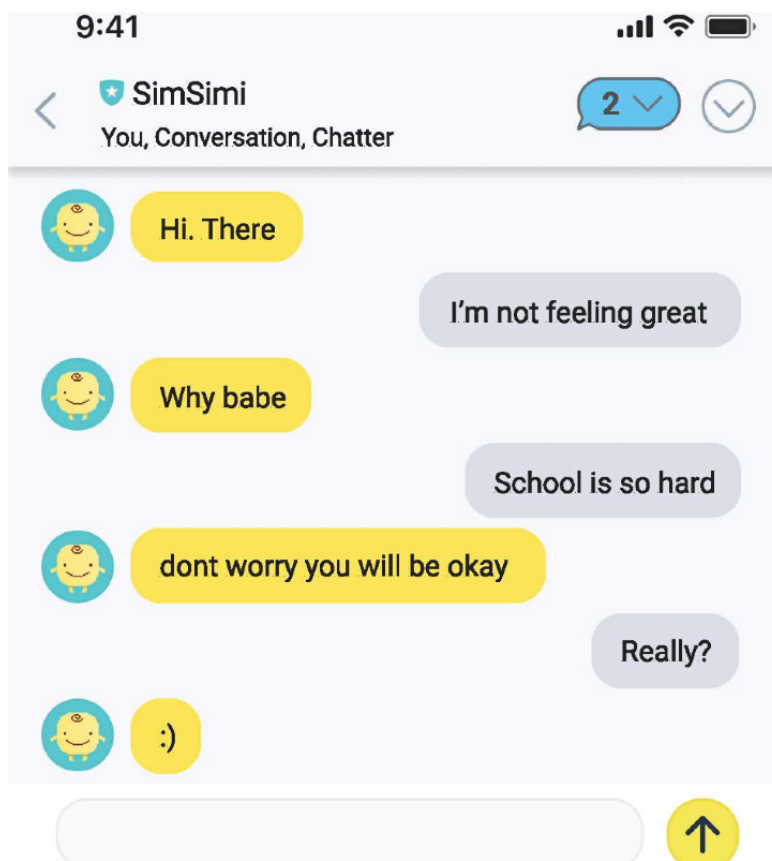 9:41
SimSimi
2
You, Conversation, Chatter
Hi. There
I'm not feeling great
Why babe
School is so hard
dont worry you will be okay
Really?
:)